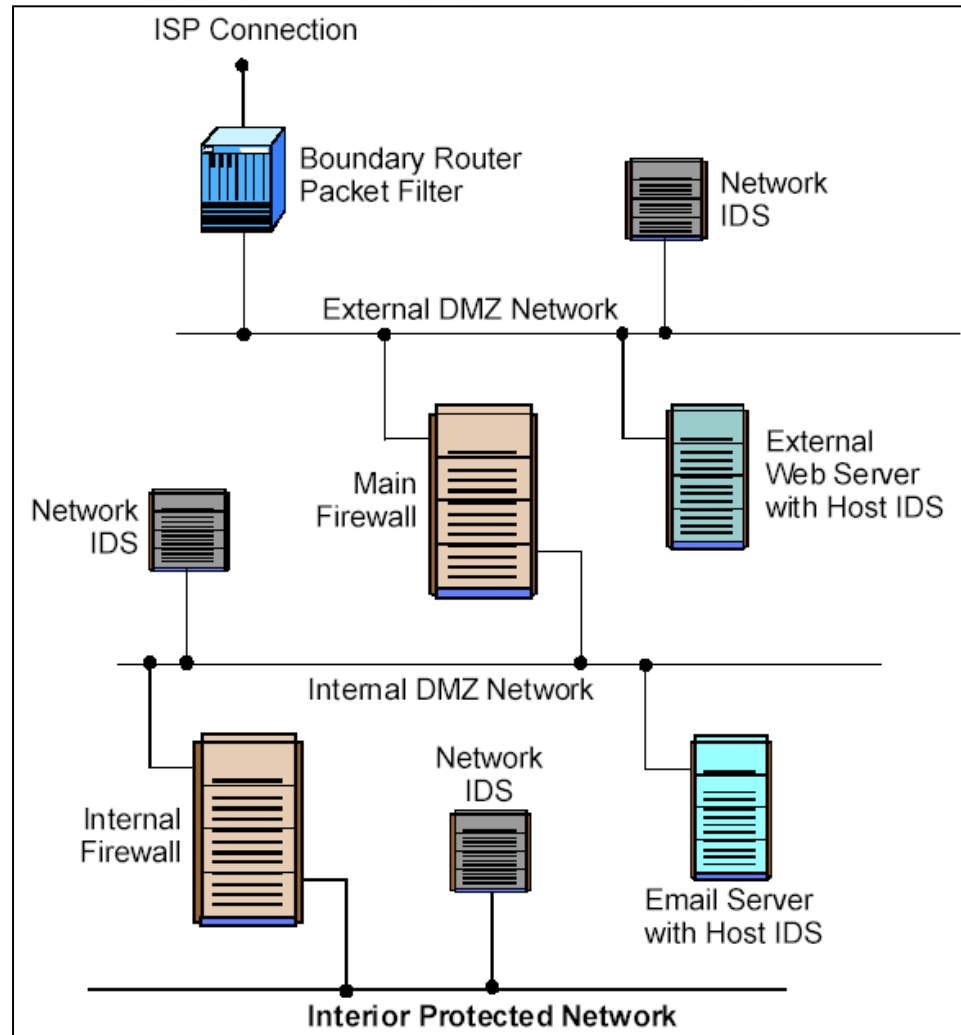 ISP Connection
Boundary Router
Packet Filter
Network
IDS
External DMZ Network
Main
Firewall
External
Web Server
with Host IDS
Network
IDS
Internal DMZ Network
Internal
Firewall
Network
IDS
Email Server
with Host IDS
Interior Protected Network